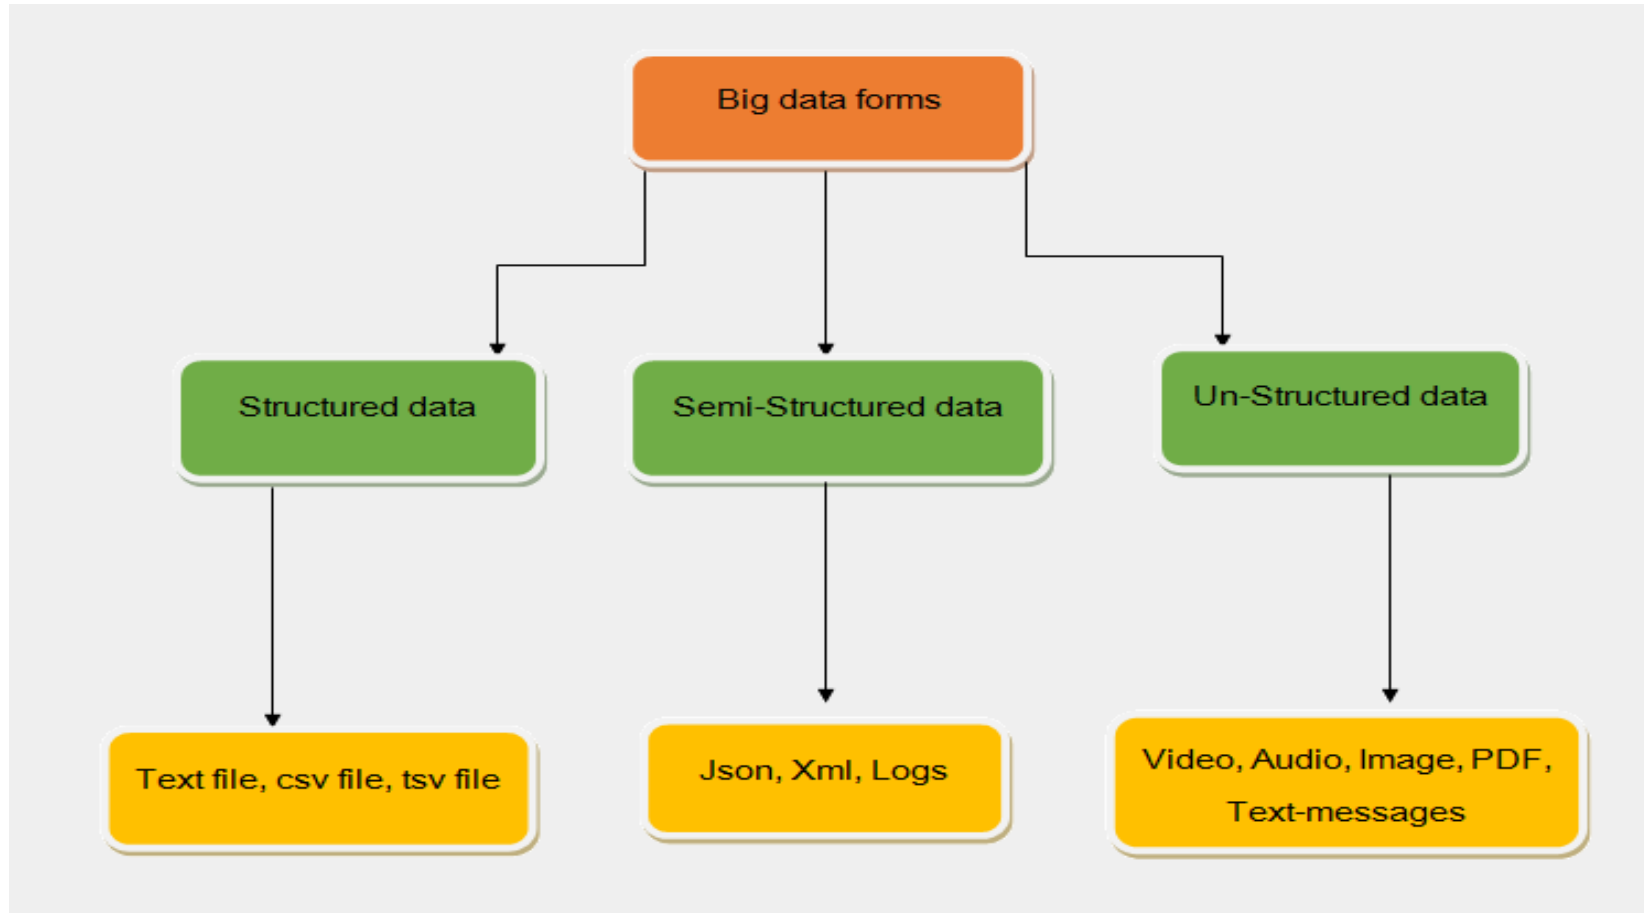 Big data forms
Structured data
Semi-Structured data
Un-Structured data
Text file, csv file, tsv file
Json, Xml, Logs
Video, Audio, Image, PDF,
Text-messages